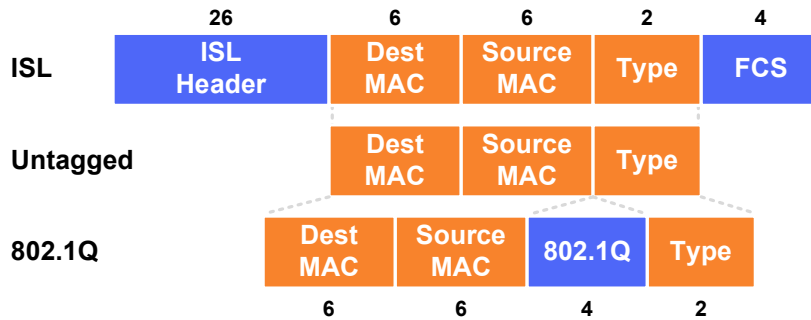 26 6 6 2 4
ISL ISL Header Dest MAC Source MAC Type FCS
Untagged Dest MAC Source MAC Type
802.1Q Dest MAC Source MAC 802.1Q Type
6 6 4 2